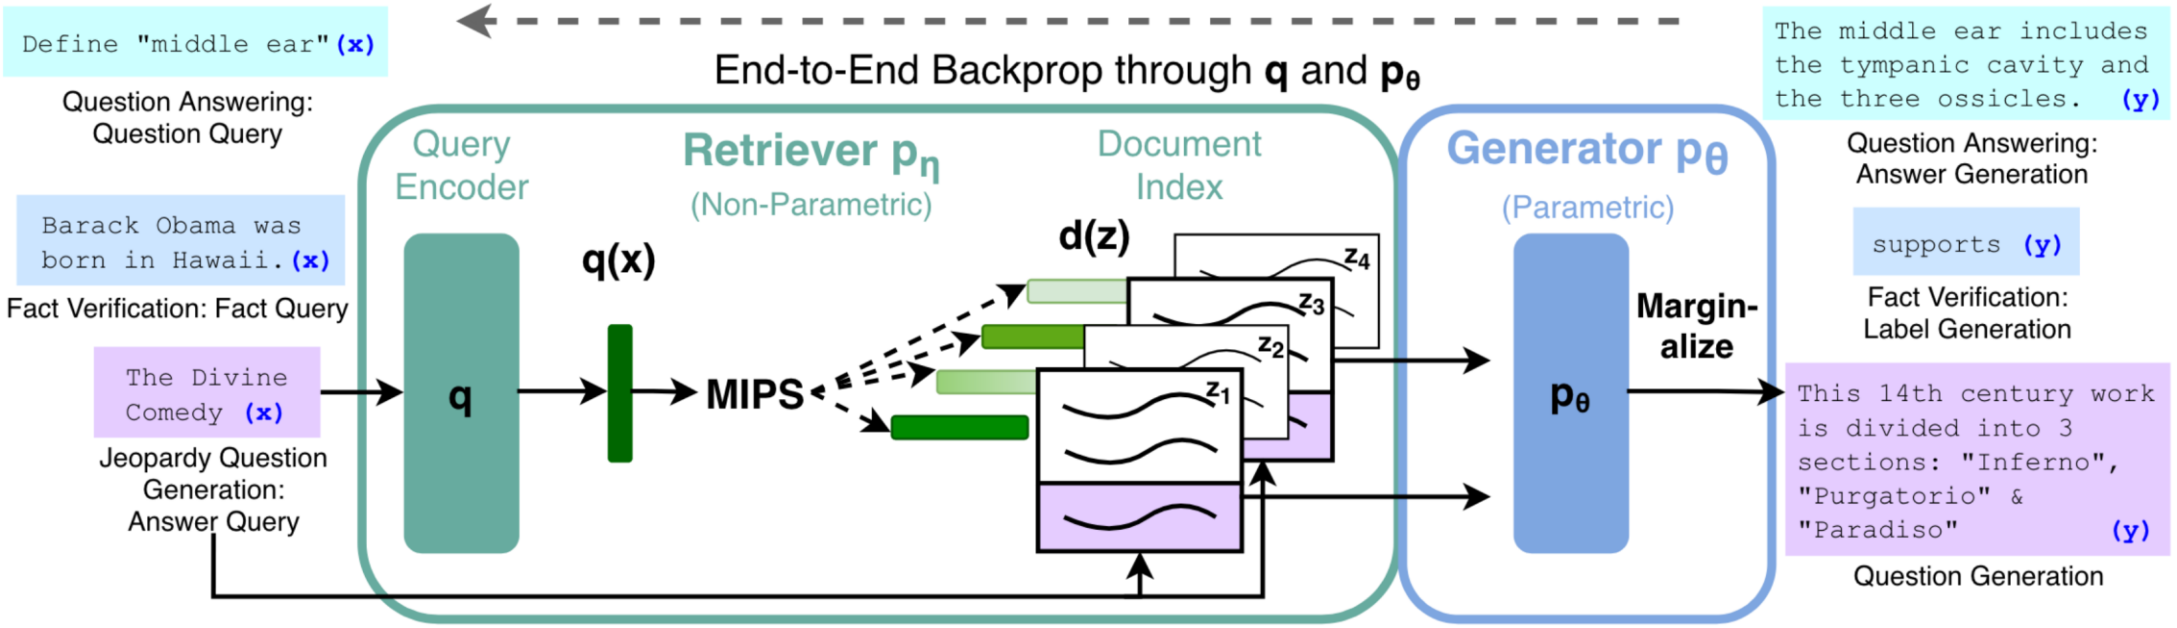 Define "middle ear" (x)
Question Answering:
Question Query
Barack Obama was
born in Hawaii. (x)
Fact Verification: Fact Query
The Divine
Comedy (x)
Jeopardy Question
Generation:
Answer Query
End-to-End Backprop through q and pθ
Query
Encoder
q
Retriever pη
(Non-Parametric)
q(x)
MIPS
Document
Index
d(z)
z4
z3
z2
z1
Generator pθ
(Parametric)
pθ
Margin-
alize
The middle ear includes
the tympanic cavity and
the three ossicles. (y)
Question Answering:
Answer Generation
supports (y)
Fact Verification:
Label Generation
This 14th century work
is divided into 3
sections: "Inferno",
"Purgatorio" &
"Paradiso" (y)
Question Generation